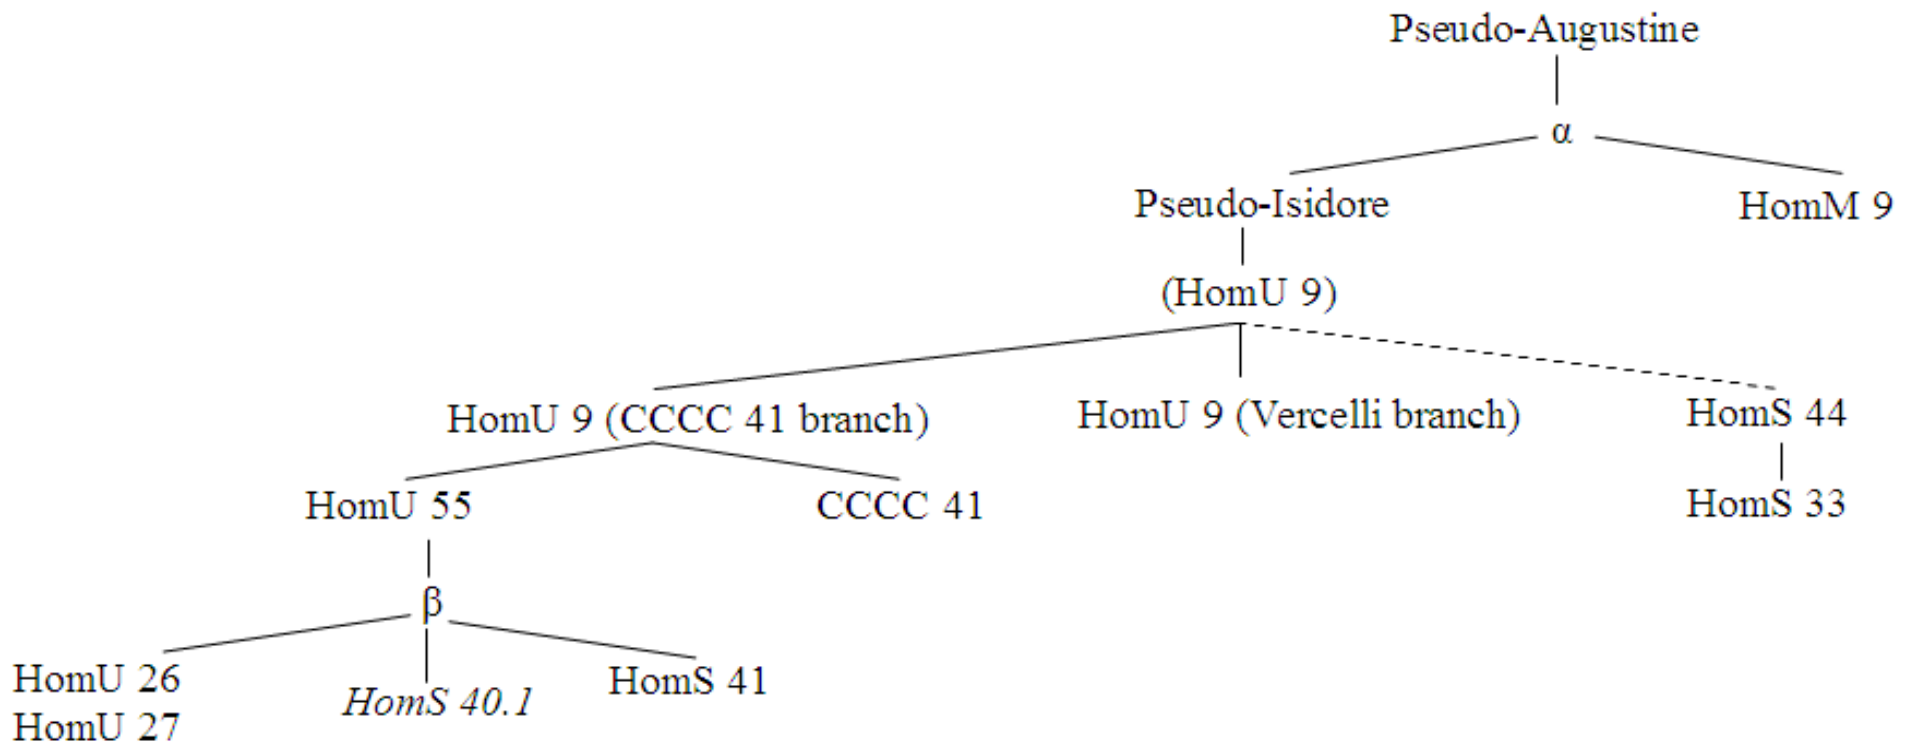 Pseudo-Augustine
α
Pseudo-Isidore
HomM 9
(HomU 9)
HomU 9 (CCCC 41 branch)
HomU 9 (Vercelli branch)
HomS 44
HomU 55
CCCC 41
HomS 33
β
HomU 26
HomU 27
HomS 40.1
HomS 41